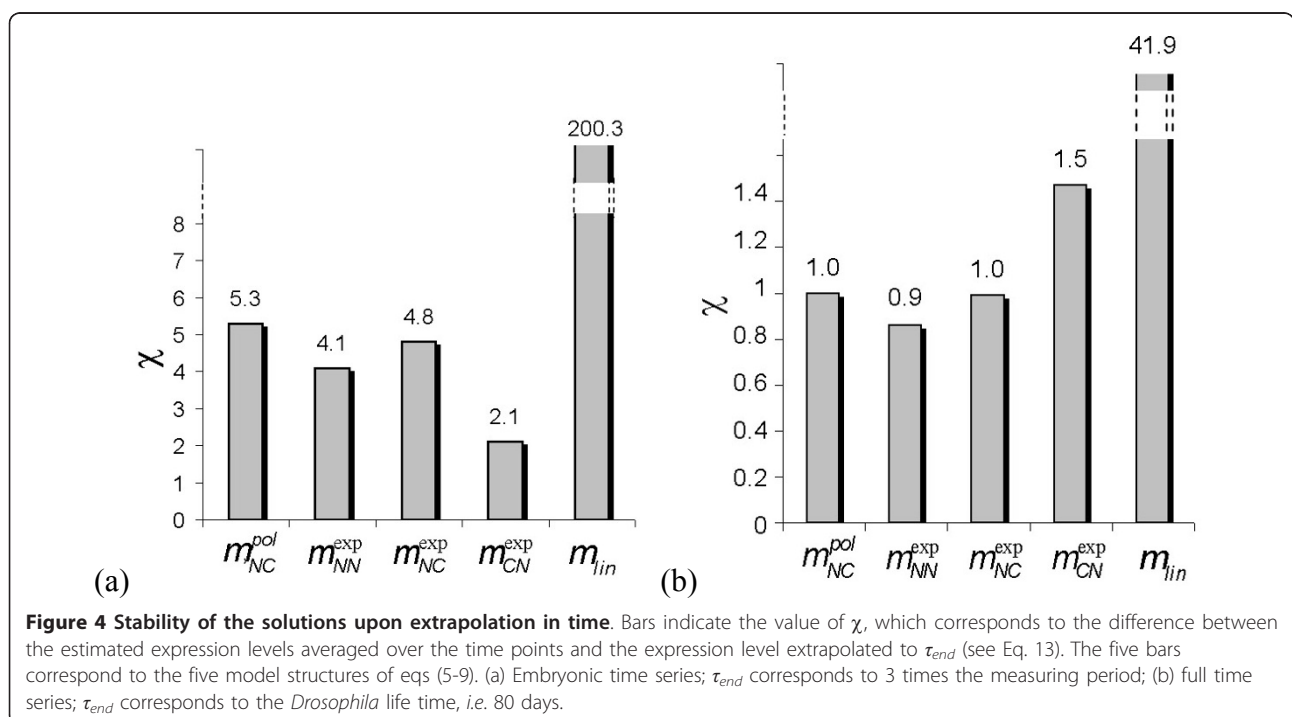 200.3
8
7
6
5
4
3
2
1
0
χ
5.3
4.1
4.8
2.1
m_NC^pol
m_NN^exp
m_NC^exp
m_CN^exp
m_lin
(a)
41.9
1.4
1.2
1
0.8
0.6
0.4
0.2
0
χ
1.0
0.9
1.0
1.5
m_NC^pol
m_NN^exp
m_NC^exp
m_CN^exp
m_lin
(b)
Figure 4 Stability of the solutions upon extrapolation in time. Bars indicate the value of χ, which corresponds to the difference between
the estimated expression levels averaged over the time points and the expression level extrapolated to τ_end (see Eq. 13). The five bars
correspond to the five model structures of eqs (5-9). (a) Embryonic time series; τ_end corresponds to 3 times the measuring period; (b) full time
series; τ_end corresponds to the Drosophila life time, i.e. 80 days.